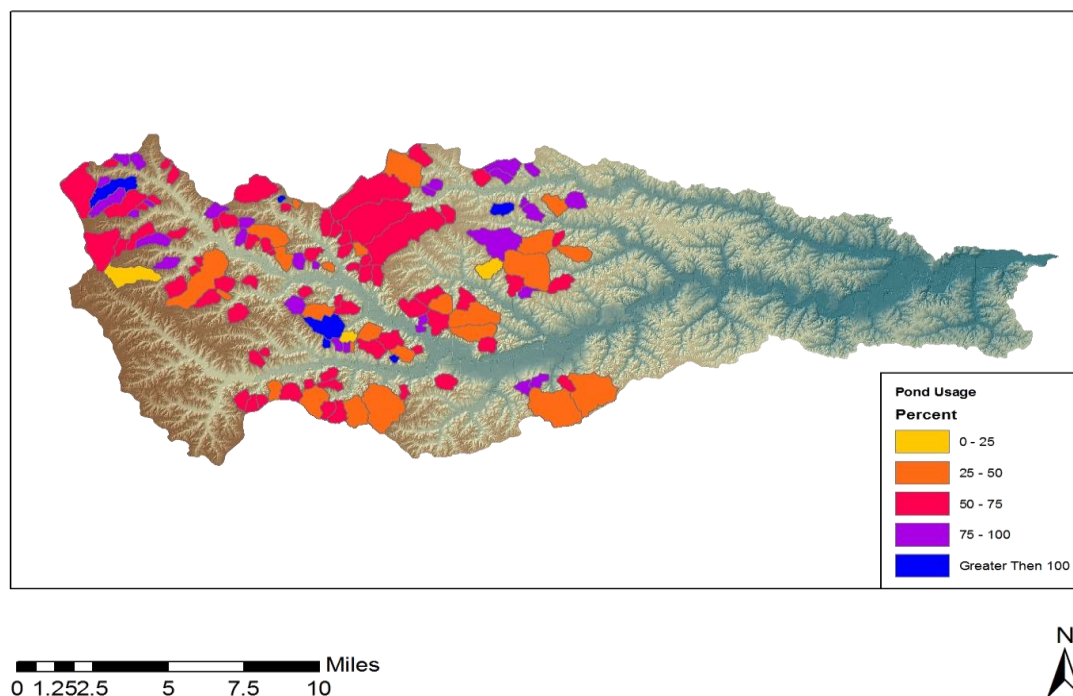 Pond Usage
Percent
0 - 25
25 - 50
50 - 75
75 - 100
Greater Then 100
Miles
0 1.252.5 5 7.5 10
N